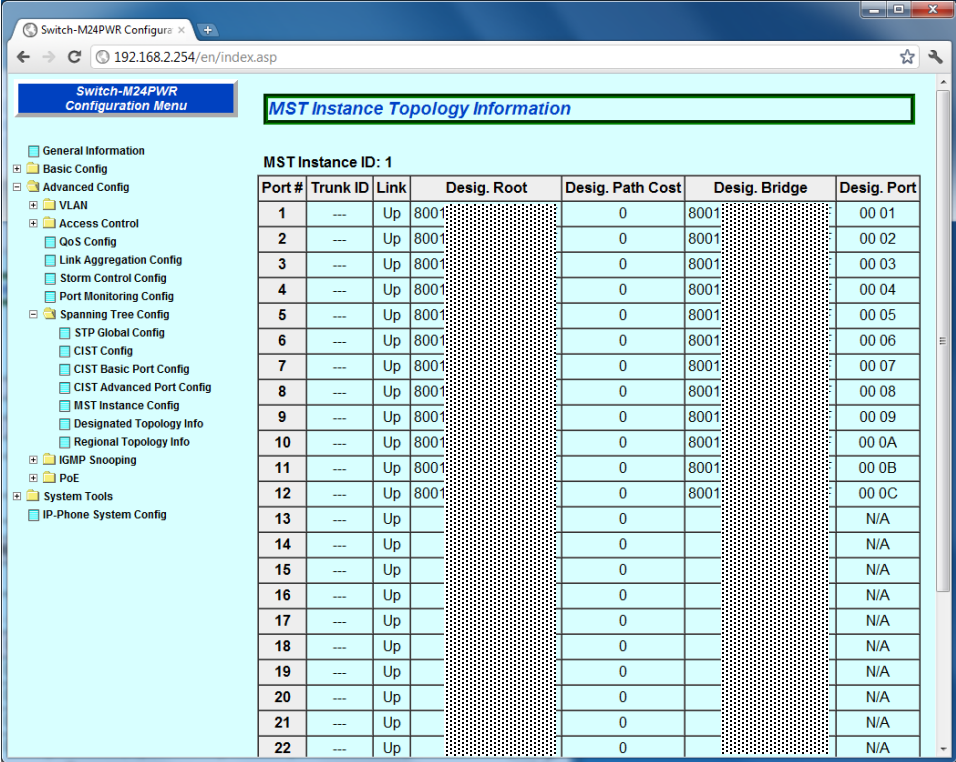 Switch-M24PWR Configura
192.168.2.254/en/index.asp
Switch-M24PWR
Configuration Menu
General Information
Basic Config
Advanced Config
VLAN
Access Control
QoS Config
Link Aggregation Config
Storm Control Config
Port Monitoring Config
Spanning Tree Config
STP Global Config
CIST Config
CIST Basic Port Config
CIST Advanced Port Config
MST Instance Config
Designated Topology Info
Regional Topology Info
IGMP Snooping
PoE
System Tools
IP-Phone System Config
MST Instance Topology Information
MST Instance ID: 1
Port # Trunk ID Link Desig. Root Desig. Path Cost Desig. Bridge Desig. Port
1 --- Up 8001 0 8001 00 01
2 --- Up 8001 0 8001 00 02
3 --- Up 8001 0 8001 00 03
4 --- Up 8001 0 8001 00 04
5 --- Up 8001 0 8001 00 05
6 --- Up 8001 0 8001 00 06
7 --- Up 8001 0 8001 00 07
8 --- Up 8001 0 8001 00 08
9 --- Up 8001 0 8001 00 09
10 --- Up 8001 0 8001 00 0A
11 --- Up 8001 0 8001 00 0B
12 --- Up 8001 0 8001 00 0C
13 --- Up 0 N/A
14 --- Up 0 N/A
15 --- Up 0 N/A
16 --- Up 0 N/A
17 --- Up 0 N/A
18 --- Up 0 N/A
19 --- Up 0 N/A
20 --- Up 0 N/A
21 --- Up 0 N/A
22 --- Up 0 N/A